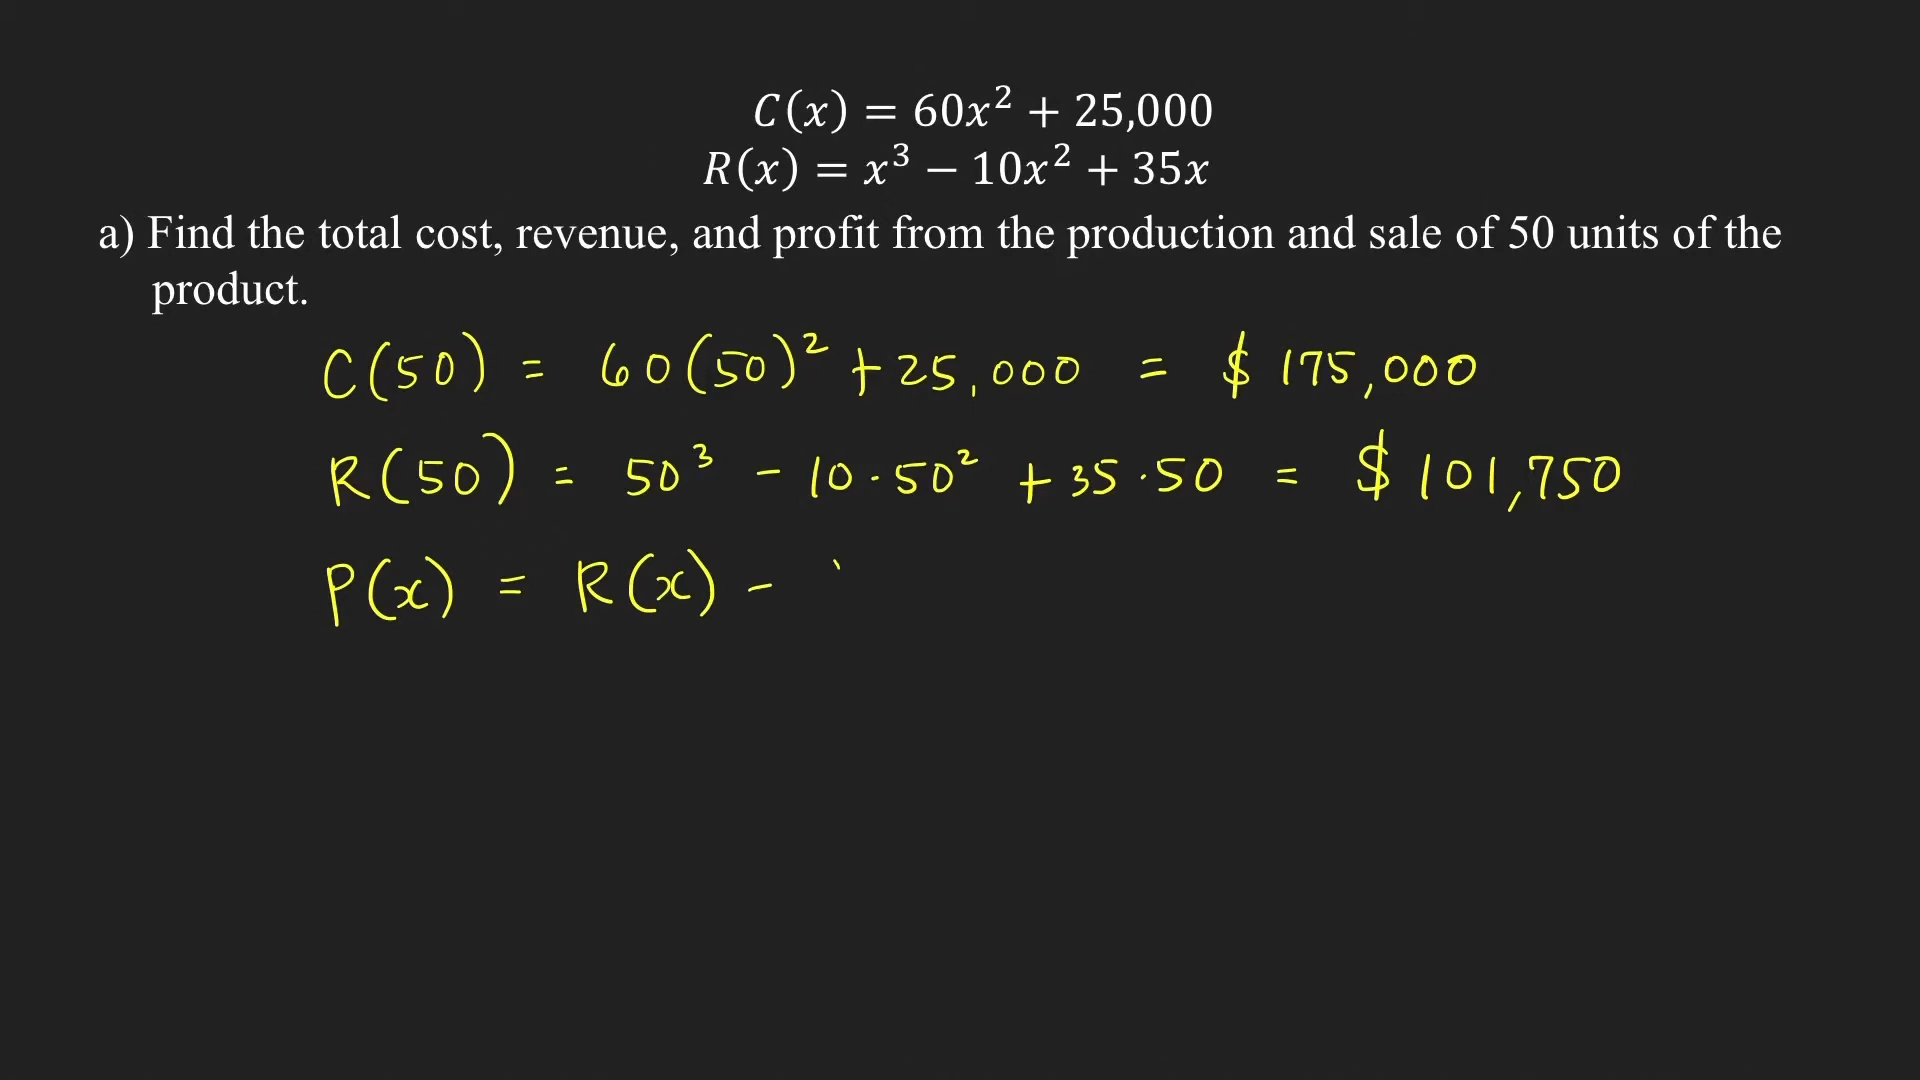 C(x) = 60x² + 25,000
R(x) = x³ − 10x² + 35x
a) Find the total cost, revenue, and profit from the production and sale of 50 units of the
product.
C(50) = 60(50)² + 25,000 = $ 175,000
R(50) = 50³ - 10·50² + 35·50 = $ 101,750
P(x) = R(x) -